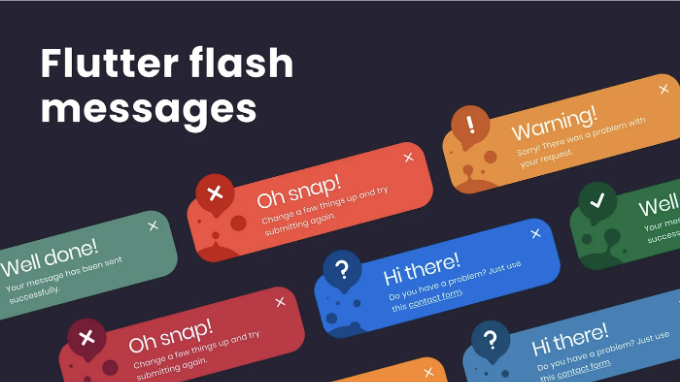 Flutter flash
messages
Warning!
Sorry! There was a problem with
your request.
Oh snap!
Change a few things up and try
submitting again.
Well
Your mes
success
Well done!
Your message has been sent
successfully.
Hi there!
Do you have a problem? Just use
this contact form.
Oh snap!
Change a few things up and try
submitting again.
Hi there!
Do you have a problem? Just use
this contact form.